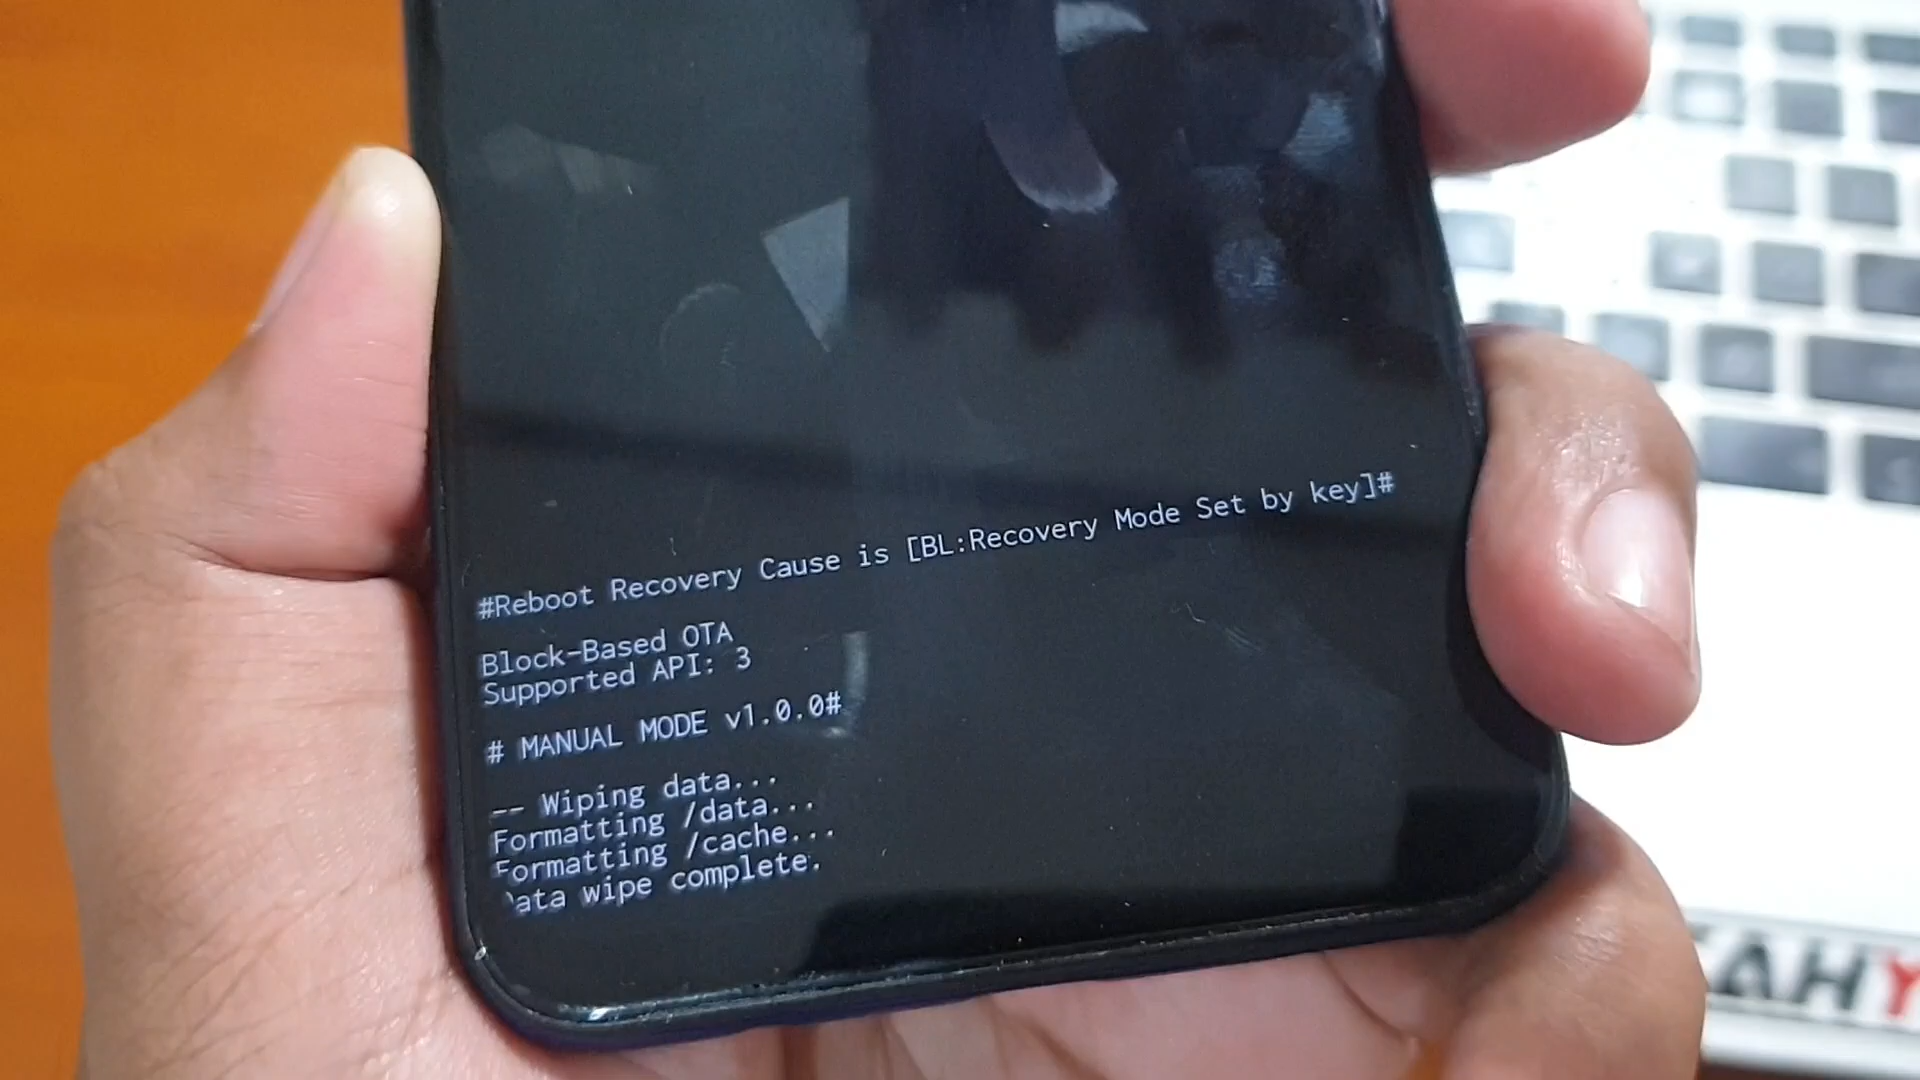 #Reboot Recovery Cause is [BL:Recovery Mode Set by key]#
Block-Based OTA
Supported API: 3
# MANUAL MODE v1.0.0#
-- Wiping data...
Formatting /data...
Formatting /cache...
Data wipe complete.